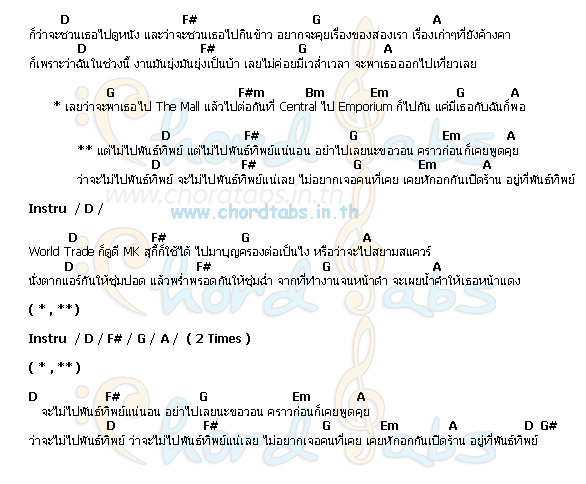 D F# G A
ก็ว่าจะชวนเธอไปดูหนัง และว่าจะชวนเธอไปกินข้าว อยากจะคุยเรื่องของสองเรา เรื่องเก่าๆที่ยังค้างคา
D F# G A
ก็เพราะว่าฉันในช่วงนี้ งานมันยุ่งมันยุ่งเป็นบ้า เลยไม่ค่อยมีเวล่ำเวลา จะพาเธอออกไปเที่ยวเลย
G F#m Bm Em G A
* เลยว่าจะพาเธอไป The Mall แล้วไปต่อกันที่ Central ไป Emporium ก็ไปกัน แค่มีเธอกับฉันก็พอ
D F# G Em A
** แต่ไม่ไปพันธ์ทิพย์ แต่ไม่ไปพันธ์ทิพย์แน่นอน อย่าไปเลยนะขอวอน คราวก่อนก็เคยพูดคุย
D F# G Em A
ว่าจะไม่ไปพันธ์ทิพย์ จะไม่ไปพันธ์ทิพย์แน่เลย ไม่อยากเจอคนที่เคย เคยหักอกกันเปิดร้าน อยู่ที่พันธ์ทิพย์
www.chordtabs.in.th
Instru / D /
www.chordtabs.in.th
D F# G A
World Trade ก็ดูดี MK สุกี้ก็ใช้ได้ ไปมาบุญครองต่อเป็นไง หรือว่าจะไปสยามสแควร์
D F# G A
นั่งตากแอร์กันให้ชุ่มปอด แล้วพร่ำพรอดกันให้ชุ่มฉ่ำ จากที่ทำงานจนหน้าดำ จะเผยน้ำคำให้เธอหน้าแดง
( * , ** )
Instru / D / F# / G / A / ( 2 Times )
( * , ** )
D F# G Em A
จะไม่ไปพันธ์ทิพย์แน่นอน อย่าไปเลยนะขอวอน คราวก่อนก็เคยพูดคุย
D F# G Em A D G#
ว่าจะไม่ไปพันธ์ทิพย์ ว่าจะไม่ไปพันธ์ทิพย์แน่เลย ไม่อยากเจอคนที่เคย เคยหักอกกันเปิดร้าน อยู่ที่พันธ์ทิพย์